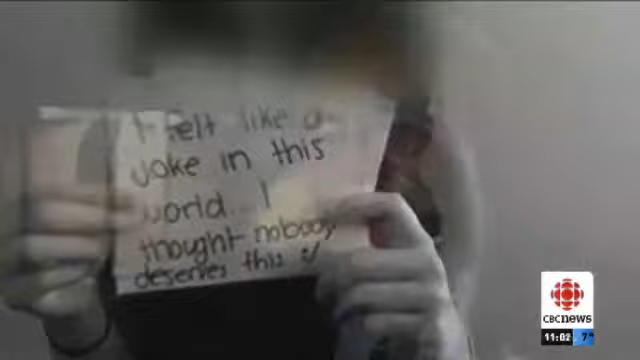 I felt like a
joke in this
world. I
thought nobody
deserves this :/
CBCnews
11:02 7°